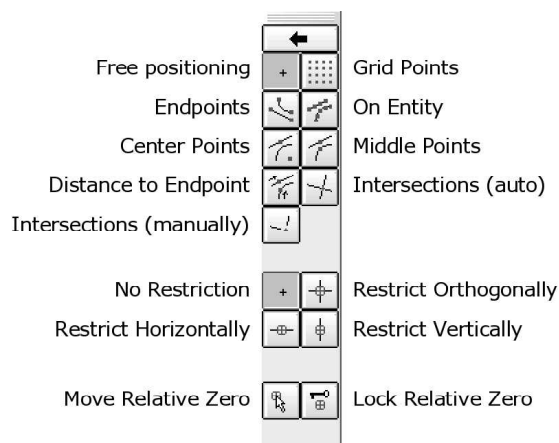 Free positioning Grid Points
Endpoints On Entity
Center Points Middle Points
Distance to Endpoint Intersections (auto)
Intersections (manually)
No Restriction Restrict Orthogonally
Restrict Horizontally Restrict Vertically
Move Relative Zero Lock Relative Zero